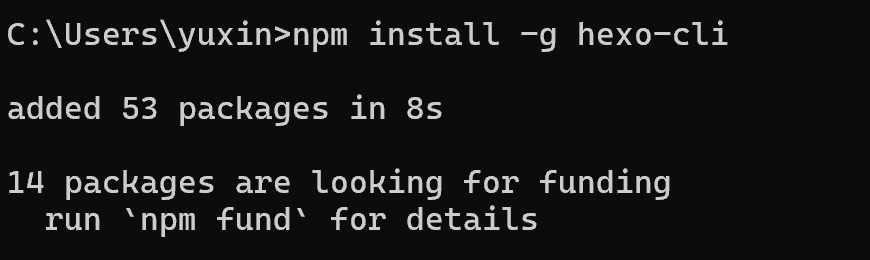 C:\Users\yuxin>npm install -g hexo-cli
added 53 packages in 8s
14 packages are looking for funding
  run `npm fund` for details